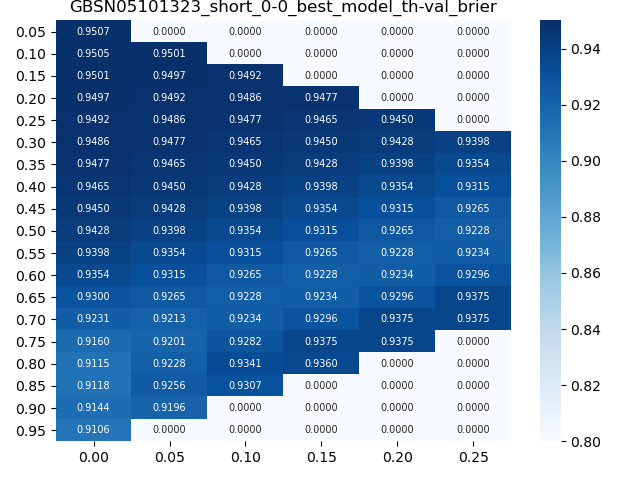 GBSN05101323_short_0-0_best_model_th-val_brier
0.05 0.9507 0.0000 0.0000 0.0000 0.0000 0.0000
0.10 0.9505 0.9501 0.0000 0.0000 0.0000 0.0000
0.15 0.9501 0.9497 0.9492 0.0000 0.0000 0.0000
0.20 0.9497 0.9492 0.9486 0.9477 0.0000 0.0000
0.25 0.9492 0.9486 0.9477 0.9465 0.9450 0.0000
0.30 0.9486 0.9477 0.9465 0.9450 0.9428 0.9398
0.35 0.9477 0.9465 0.9450 0.9428 0.9398 0.9354
0.40 0.9465 0.9450 0.9428 0.9398 0.9354 0.9315
0.45 0.9450 0.9428 0.9398 0.9354 0.9315 0.9265
0.50 0.9428 0.9398 0.9354 0.9315 0.9265 0.9228
0.55 0.9398 0.9354 0.9315 0.9265 0.9228 0.9234
0.60 0.9354 0.9315 0.9265 0.9228 0.9234 0.9296
0.65 0.9300 0.9265 0.9228 0.9234 0.9296 0.9375
0.70 0.9231 0.9213 0.9234 0.9296 0.9375 0.9375
0.75 0.9160 0.9201 0.9282 0.9375 0.9375 0.0000
0.80 0.9115 0.9228 0.9341 0.9360 0.0000 0.0000
0.85 0.9118 0.9256 0.9307 0.0000 0.0000 0.0000
0.90 0.9144 0.9196 0.0000 0.0000 0.0000 0.0000
0.95 0.9106 0.0000 0.0000 0.0000 0.0000 0.0000
0.00 0.05 0.10 0.15 0.20 0.25
0.94
0.92
0.90
0.88
0.86
0.84
0.82
0.80